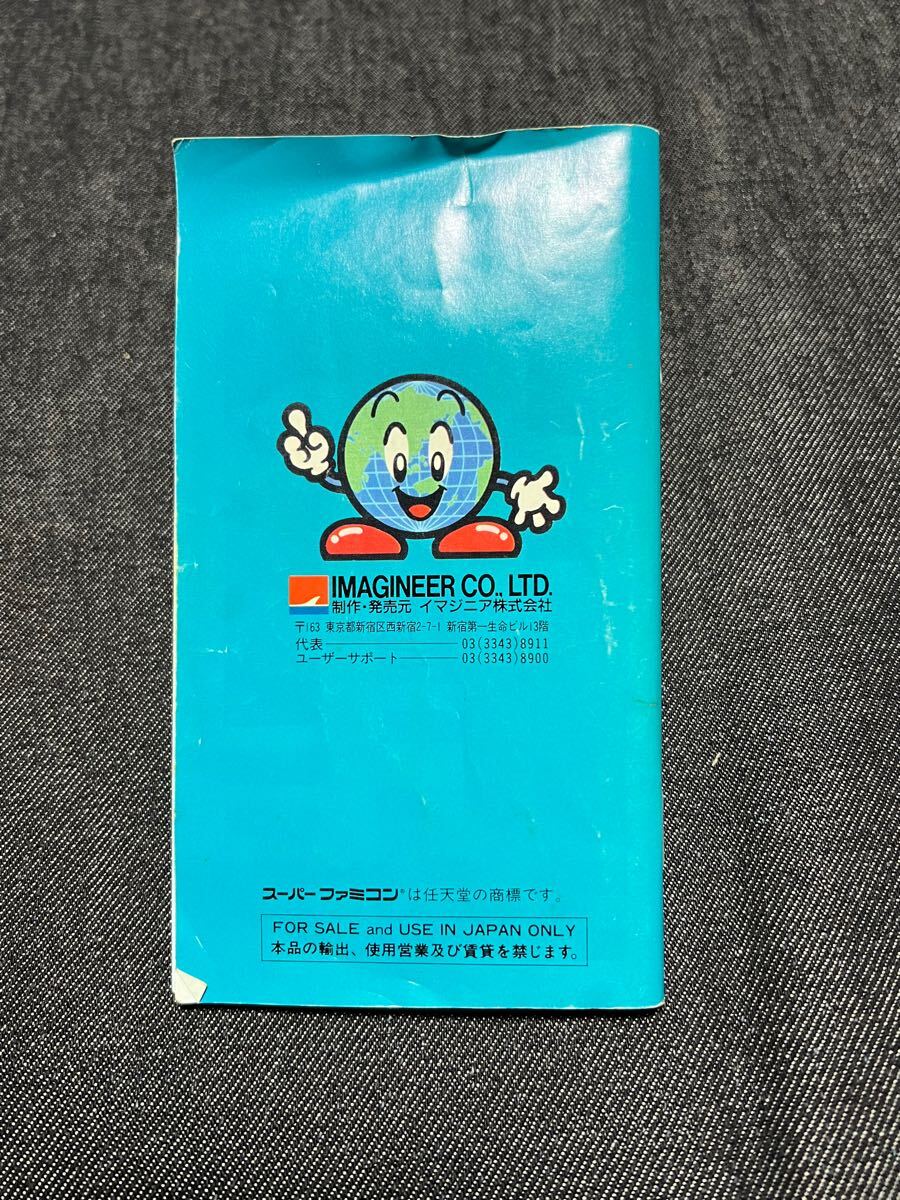 IMAGINEER CO., LTD.
制作・発売元 イマジニア株式会社
〒163 東京都新宿区西新宿2-7-1 新宿第一生命ビル13階
代表 03(3343)8911
ユーザーサポート 03(3343)8900
スーパーファミコン®は任天堂の商標です。
FOR SALE and USE IN JAPAN ONLY
本品の輸出、使用営業及び賃貸を禁じます。